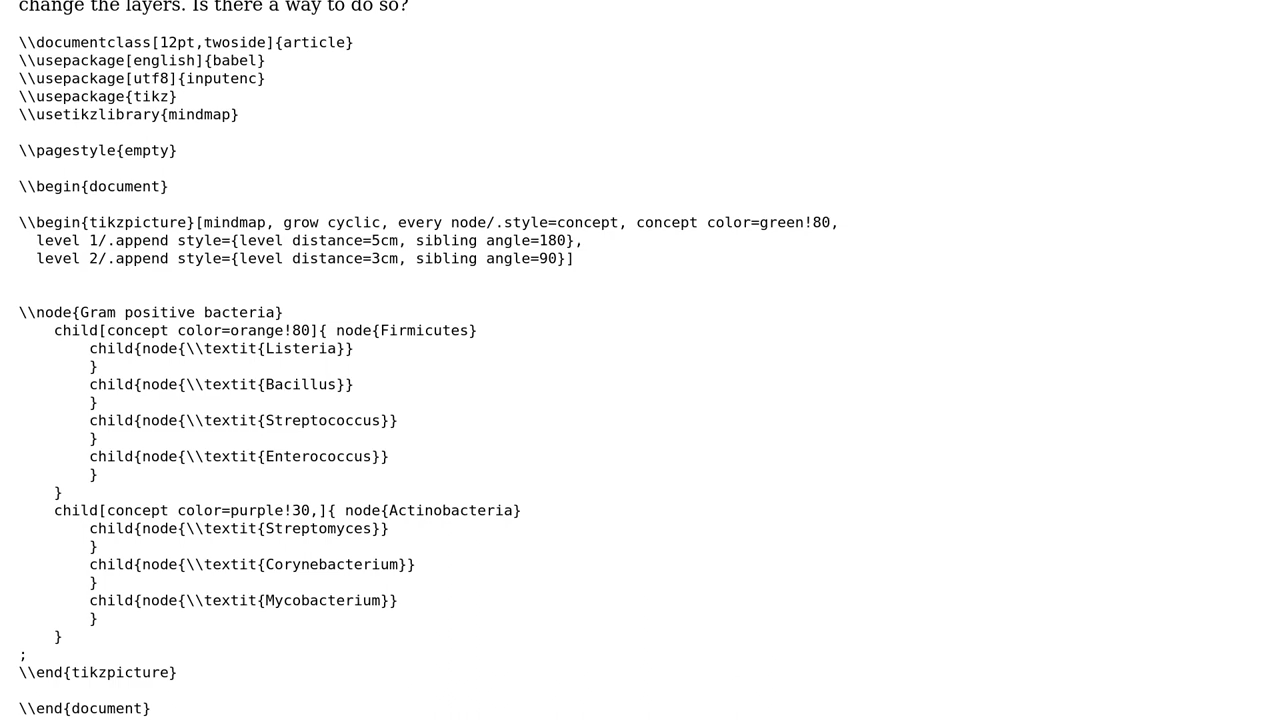 change the layers. Is there a way to do so?
\\documentclass[12pt,twoside]{article}
\\usepackage[english]{babel}
\\usepackage[utf8]{inputenc}
\\usepackage{tikz}
\\usetikzlibrary{mindmap}
\\pagestyle{empty}
\\begin{document}
\\begin{tikzpicture}[mindmap, grow cyclic, every node/.style=concept, concept color=green!80,
  level 1/.append style={level distance=5cm, sibling angle=180},
  level 2/.append style={level distance=3cm, sibling angle=90}]
\\node{Gram positive bacteria}
    child[concept color=orange!80]{ node{Firmicutes}
        child{node{\\textit{Listeria}}
        }
        child{node{\\textit{Bacillus}}
        }
        child{node{\\textit{Streptococcus}}
        }
        child{node{\\textit{Enterococcus}}
        }
    }
    child[concept color=purple!30,]{ node{Actinobacteria}
        child{node{\\textit{Streptomyces}}
        }
        child{node{\\textit{Corynebacterium}}
        }
        child{node{\\textit{Mycobacterium}}
        }
    }
;
\\end{tikzpicture}
\\end{document}